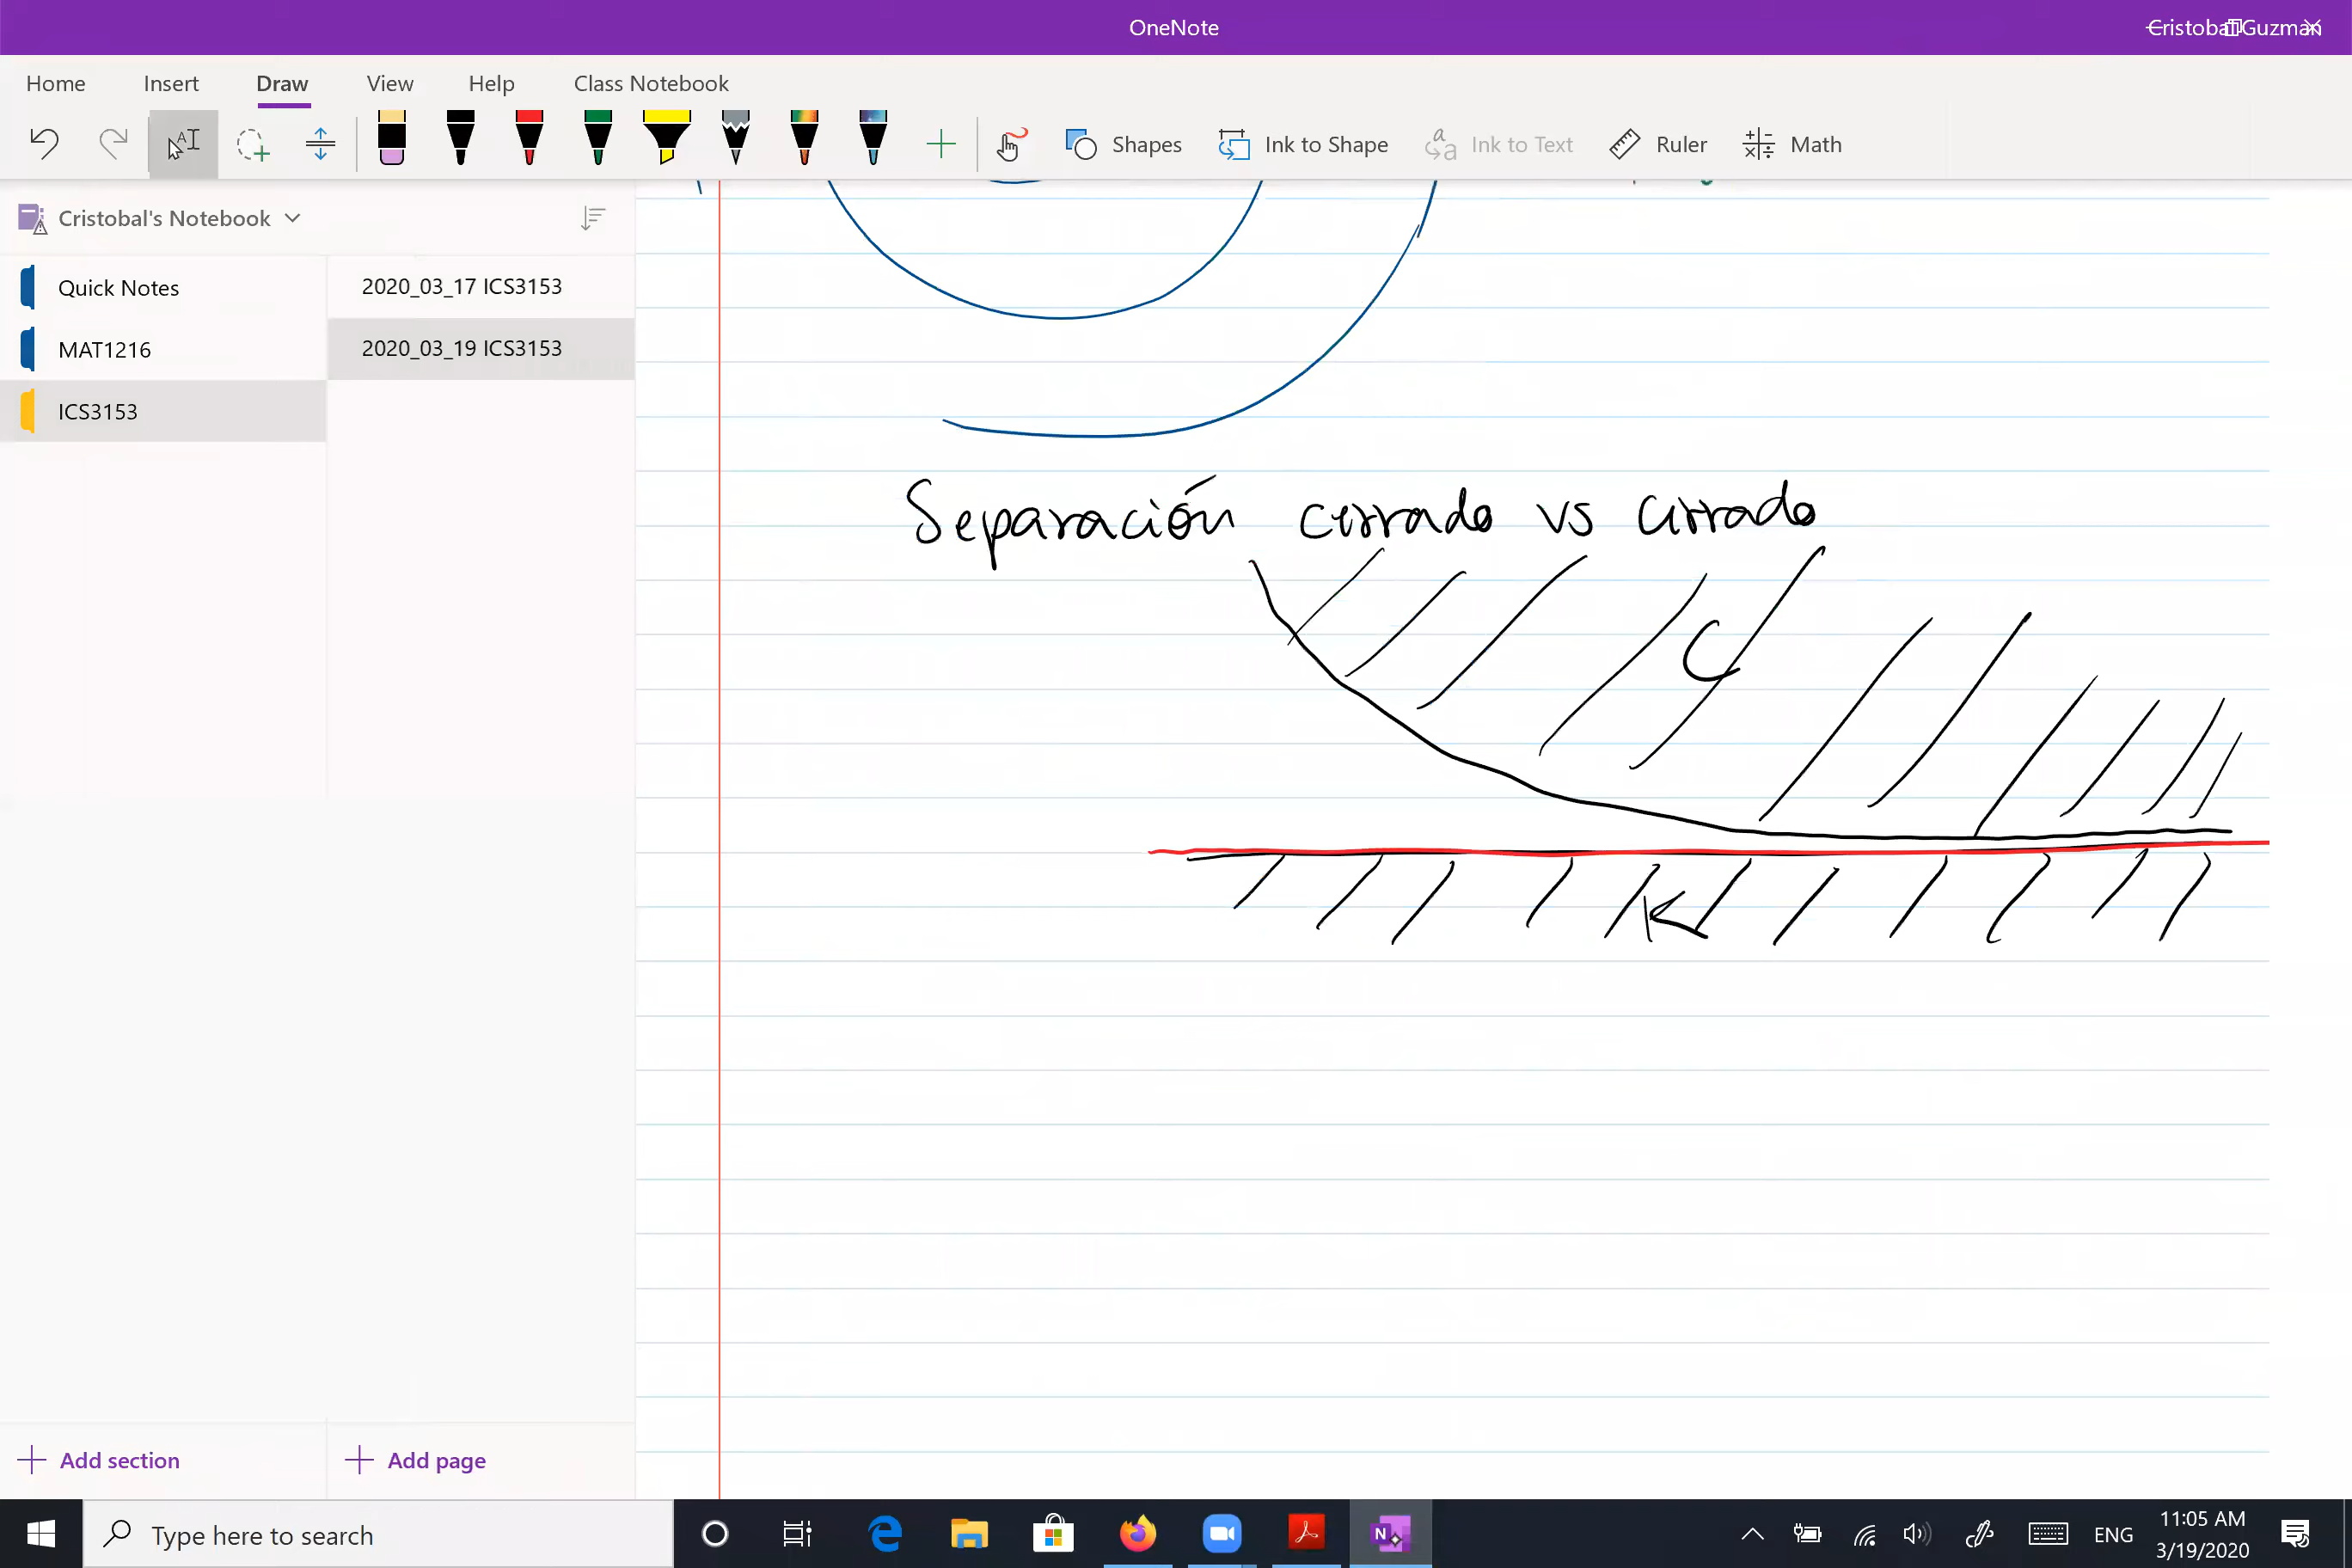 OneNote
Cristobal Guzman
Home Insert Draw View Help Class Notebook
Shapes Ink to Shape Ink to Text Ruler Math
Cristobal's Notebook
Quick Notes
MAT1216
ICS3153
2020_03_17 ICS3153
2020_03_19 ICS3153
Separación cerrado vs cerrado
C
K
Add section
Add page
Type here to search
ENG
11:05 AM
3/19/2020